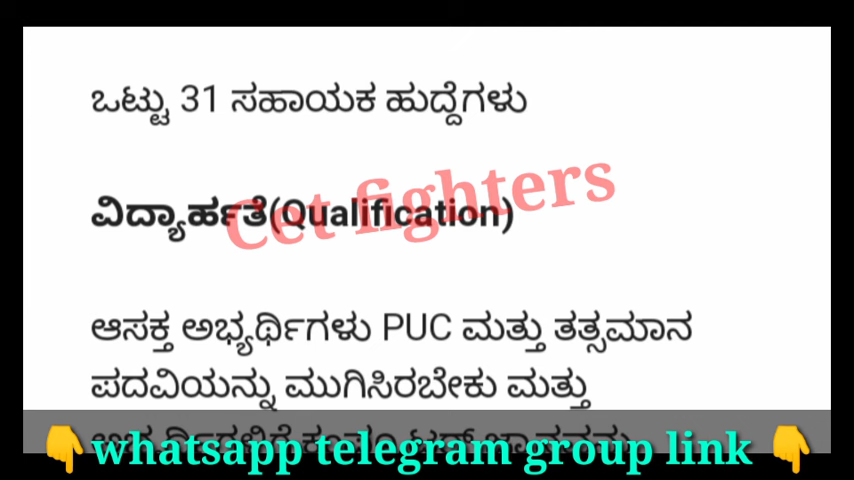 ಒಟ್ಟು 31 ಸಹಾಯಕ ಹುದ್ದೆಗಳು
ವಿದ್ಯಾರ್ಹತೆ(Qualification)
Cet fighters
ಆಸಕ್ತ ಅಭ್ಯರ್ಥಿಗಳು PUC ಮತ್ತು ತತ್ಸಮಾನ
ಪದವಿಯನ್ನು ಮುಗಿಸಿರಬೇಕು ಮತ್ತು
👇whatsapp telegram group link 👇